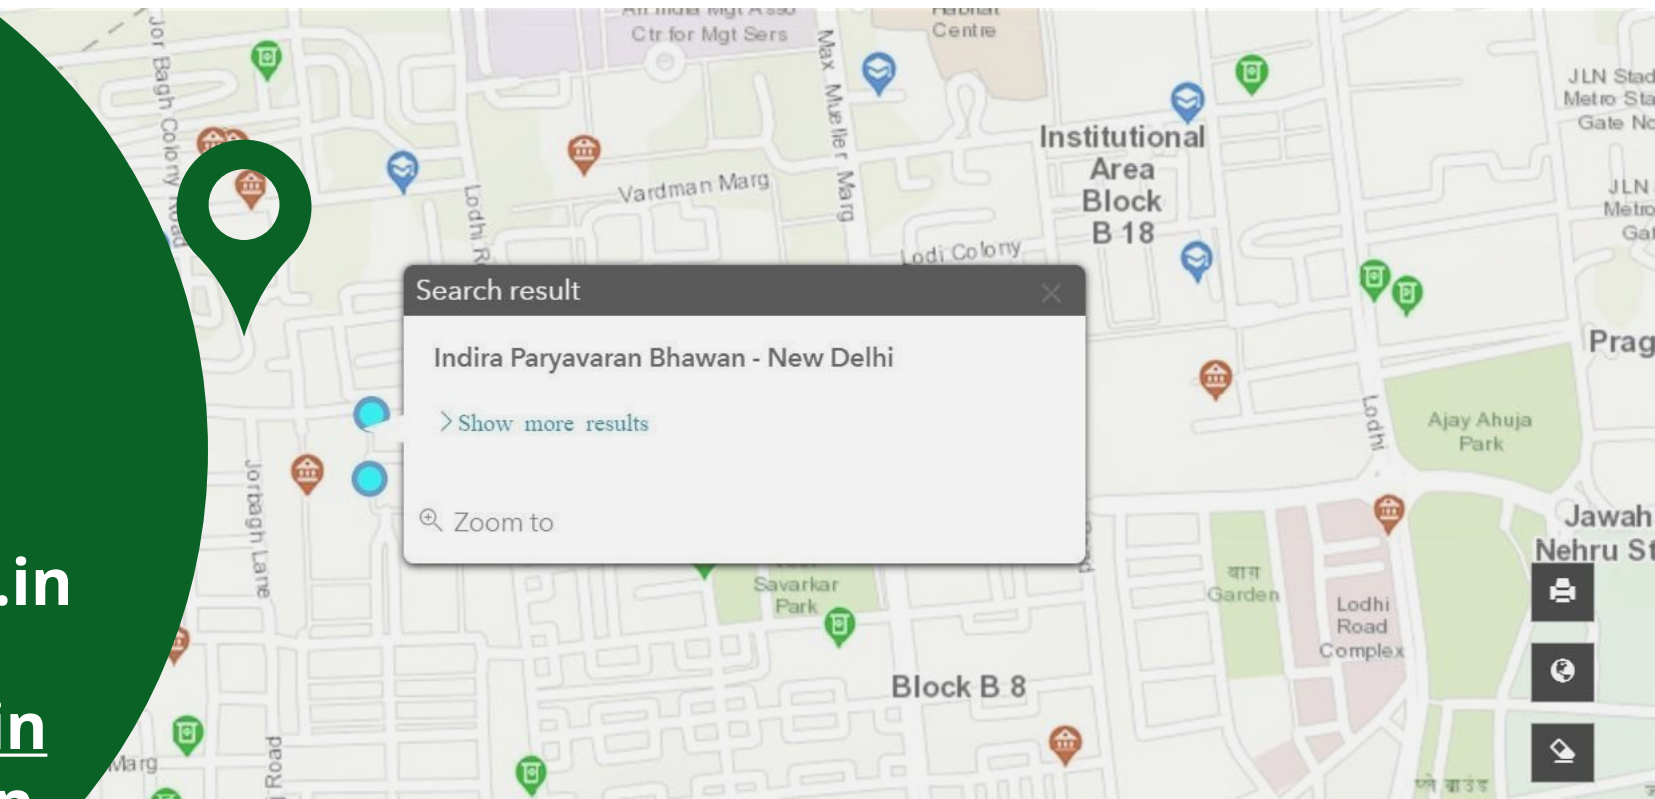 Ctr for Mgt Sers
Centre
Jor Bagh Colony Road
Max Mueller Marg
JLN
Metro
Gate
Institutional
Area
Block
B 18
Vardman Marg
Lodhi
JLN
Metro
Lodi Colony
Search result
Indira Paryavaran Bhawan - New Delhi
Show more results
Zoom to
Lodhi
Ajay Ahuja
Park
Jorbagh Lane
Jawah
Nehru St
Prag
.in
Savarkar
Park
बाग
Garden
Lodhi
Road
Complex
Block B 8
in
Marg
Road